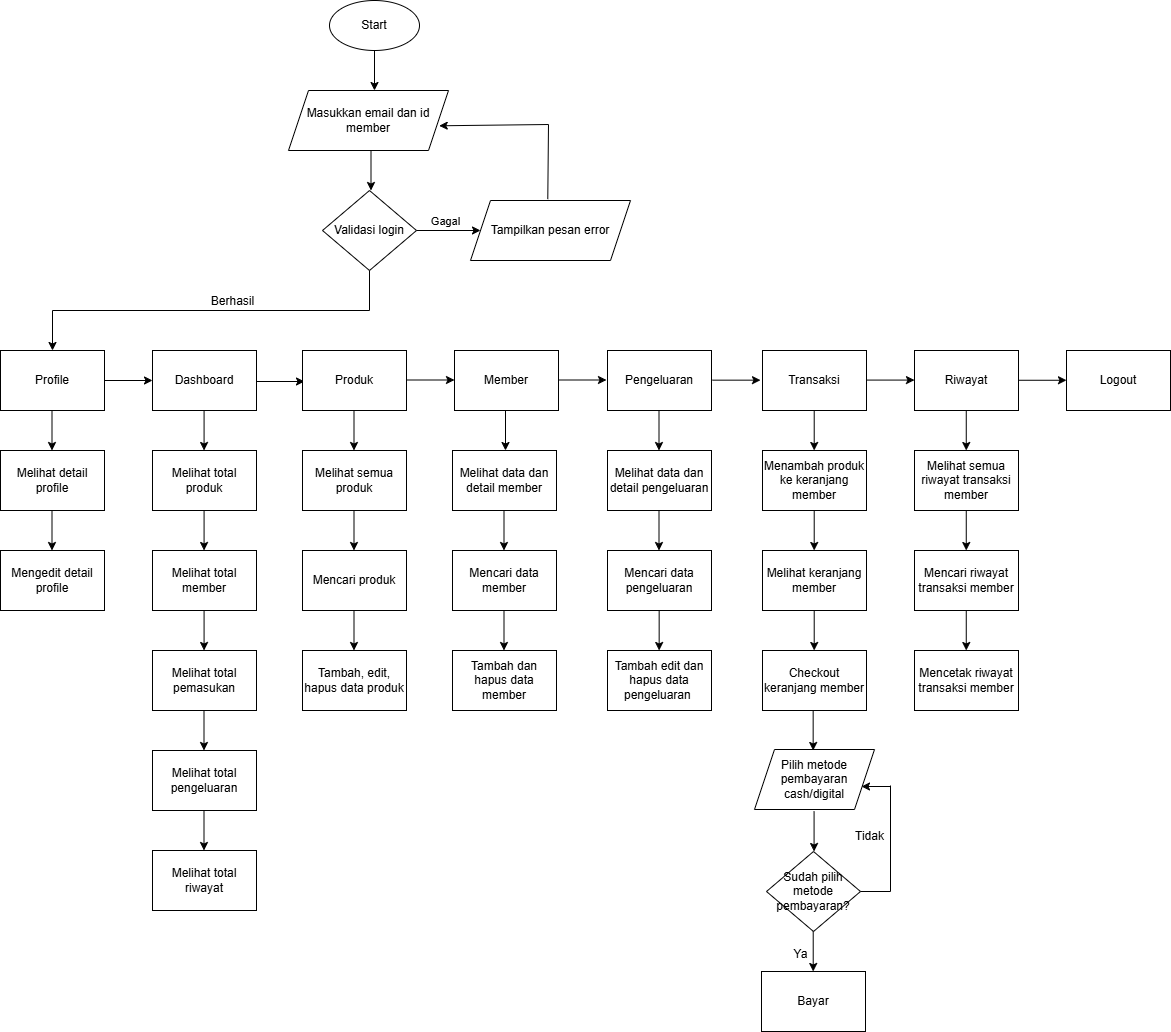 Start
Masukkan email dan id
member
Validasi login
Gagal
Tampilkan pesan error
Berhasil
Profile
Dashboard
Produk
Member
Pengeluaran
Transaksi
Riwayat
Logout
Melihat detail
profile
Melihat total
produk
Melihat semua
produk
Melihat data dan
detail member
Melihat data dan
detail pengeluaran
Menambah produk
ke keranjang
member
Melihat semua
riwayat transaksi
member
Mengedit detail
profile
Melihat total
member
Mencari produk
Mencari data
member
Mencari data
pengeluaran
Melihat keranjang
member
Mencari riwayat
transaksi member
Melihat total
pemasukan
Tambah, edit,
hapus data produk
Tambah dan
hapus data
member
Tambah edit dan
hapus data
pengeluaran
Checkout
keranjang member
Mencetak riwayat
transaksi member
Melihat total
pengeluaran
Pilih metode
pembayaran
cash/digital
Tidak
Melihat total
riwayat
Sudah pilih
metode
pembayaran?
Ya
Bayar